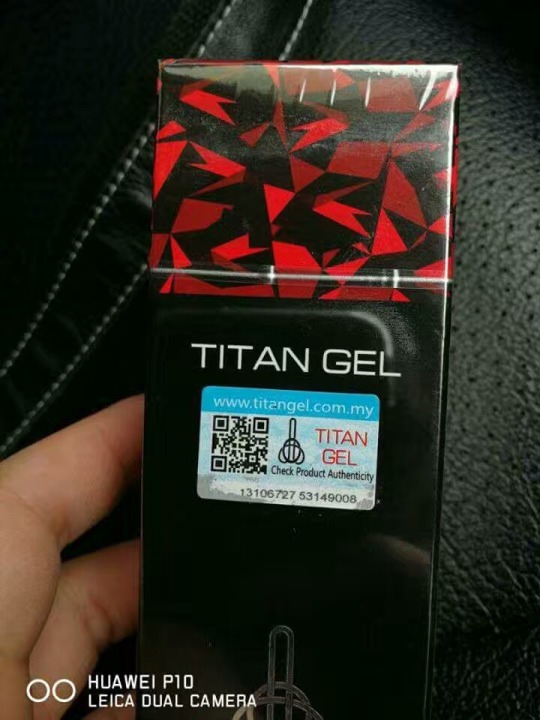 TITAN GEL
www.titangel.com.my
TITAN
GEL
Check Product Authenticity
13106727 53149008
HUAWEI P10
LEICA DUAL CAMERA